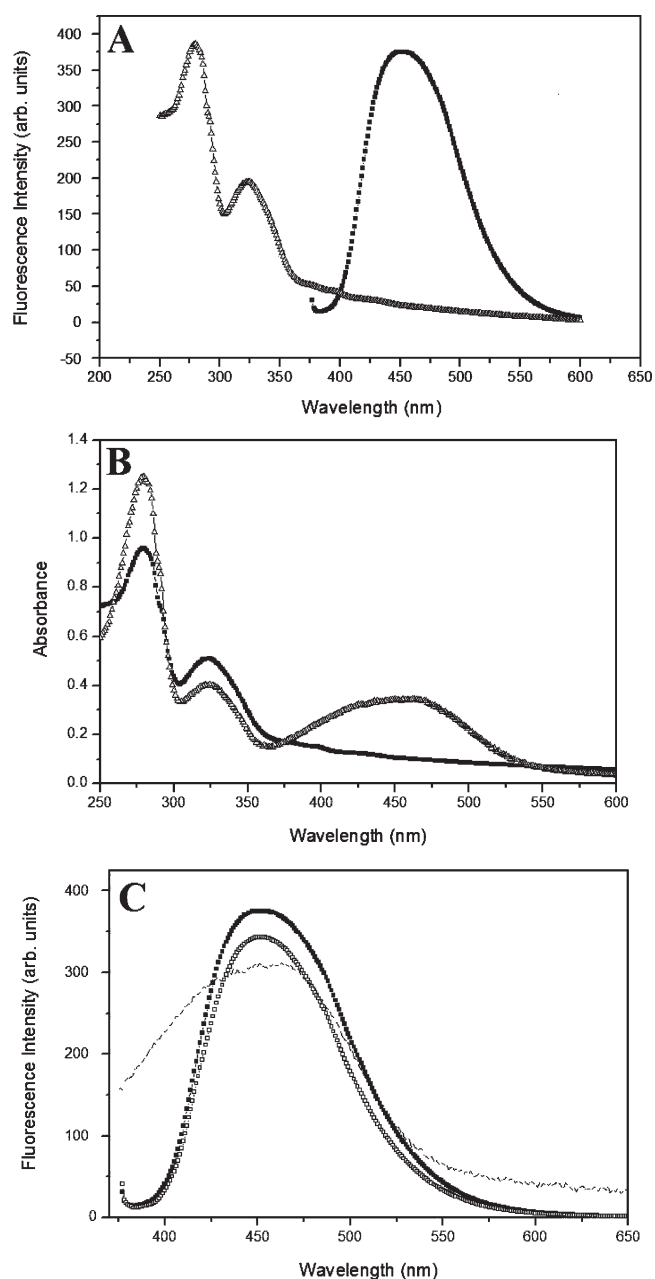 A
Fluorescence Intensity (arb. units)
400
350
300
250
200
150
100
50
0
-50
200 250 300 350 400 450 500 550 600 650
Wavelength (nm)
B
Absorbance
1.4
1.2
1.0
0.8
0.6
0.4
0.2
0.0
250 300 350 400 450 500 550 600
Wavelength (nm)
C
Fluorescence Intensity (arb. units)
400
300
200
100
0
400 450 500 550 600 650
Wavelength (nm)